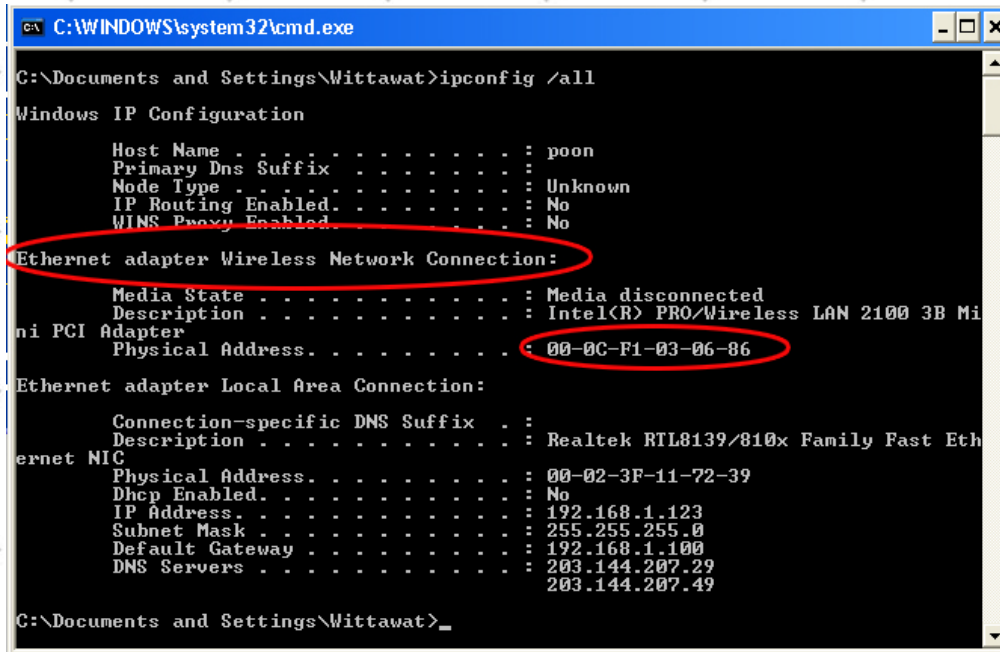 C:\WINDOWS\system32\cmd.exe
C:\Documents and Settings\Wittawat>ipconfig /all
Windows IP Configuration
Host Name . . . . . . . . . . . . : poon
Primary Dns Suffix . . . . . . . :
Node Type . . . . . . . . . . . . : Unknown
IP Routing Enabled. . . . . . . . : No
WINS Proxy Enabled. . . . . . . . : No
Ethernet adapter Wireless Network Connection:
Media State . . . . . . . . . . . : Media disconnected
Description . . . . . . . . . . . : Intel(R) PRO/Wireless LAN 2100 3B Mi
ni PCI Adapter
Physical Address. . . . . . . . . : 00-0C-F1-03-06-86
Ethernet adapter Local Area Connection:
Connection-specific DNS Suffix . :
Description . . . . . . . . . . . : Realtek RTL8139/810x Family Fast Eth
ernet NIC
Physical Address. . . . . . . . . : 00-02-3F-11-72-39
Dhcp Enabled. . . . . . . . . . . : No
IP Address. . . . . . . . . . . . : 192.168.1.123
Subnet Mask . . . . . . . . . . . : 255.255.255.0
Default Gateway . . . . . . . . . : 192.168.1.100
DNS Servers . . . . . . . . . . . : 203.144.207.29
203.144.207.49
C:\Documents and Settings\Wittawat>_